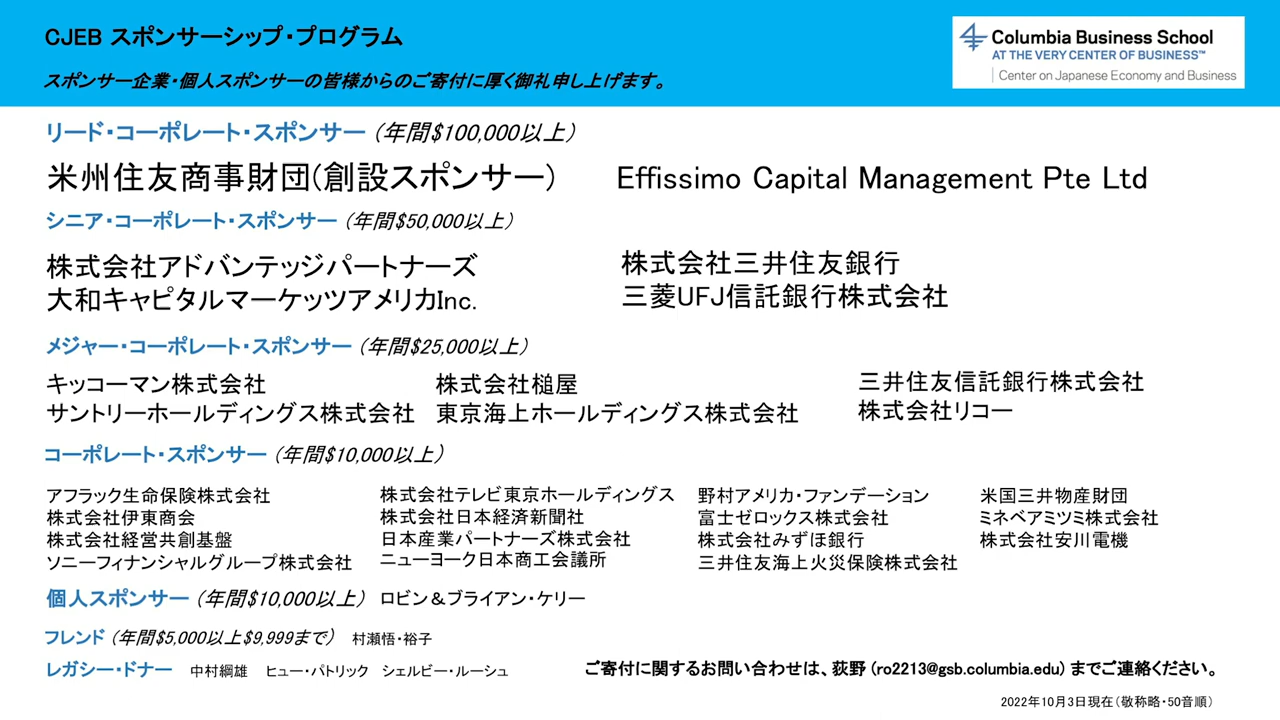 CJEB スポンサーシップ・プログラム
スポンサー企業・個人スポンサーの皆様からのご寄付に厚く御礼申し上げます。
Columbia Business School
AT THE VERY CENTER OF BUSINESS™
Center on Japanese Economy and Business
リード・コーポレート・スポンサー (年間$100,000以上)
米州住友商事財団(創設スポンサー) Effissimo Capital Management Pte Ltd
シニア・コーポレート・スポンサー (年間$50,000以上)
株式会社アドバンテッジパートナーズ 株式会社三井住友銀行
大和キャピタルマーケッツアメリカInc. 三菱UFJ信託銀行株式会社
メジャー・コーポレート・スポンサー (年間$25,000以上)
キッコーマン株式会社 株式会社槌屋 三井住友信託銀行株式会社
サントリーホールディングス株式会社 東京海上ホールディングス株式会社 株式会社リコー
コーポレート・スポンサー (年間$10,000以上)
アフラック生命保険株式会社 株式会社テレビ東京ホールディングス 野村アメリカ・ファンデーション 米国三井物産財団
株式会社伊東商会 株式会社日本経済新聞社 富士ゼロックス株式会社 ミネベアミツミ株式会社
株式会社経営共創基盤 日本産業パートナーズ株式会社 株式会社みずほ銀行 株式会社安川電機
ソニーフィナンシャルグループ株式会社 ニューヨーク日本商工会議所 三井住友海上火災保険株式会社
個人スポンサー (年間$10,000以上) ロビン＆ブライアン・ケリー
フレンド (年間$5,000以上$9,999まで) 村瀬悟・裕子
レガシー・ドナー 中村綱雄 ヒュー・パトリック シェルビー・ルーシュ ご寄付に関するお問い合わせは、荻野 (ro2213@gsb.columbia.edu) までご連絡ください。
2022年10月3日現在（敬称略・50音順）